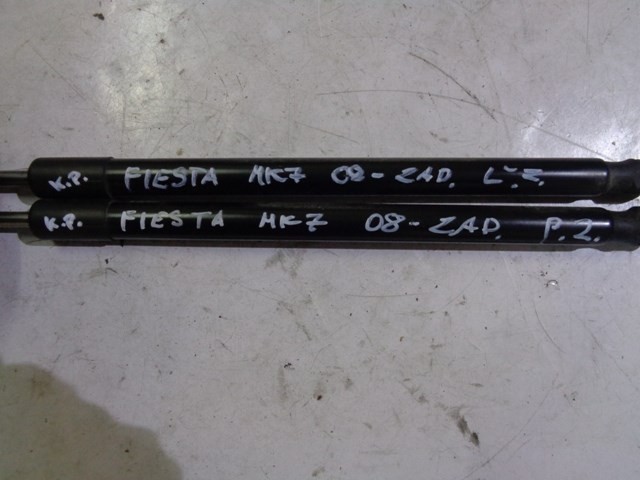 K.P. FIESTA MK7 08- ZAD. L.Z.
K.P. FIESTA MK7 08- ZAD. P.Z.